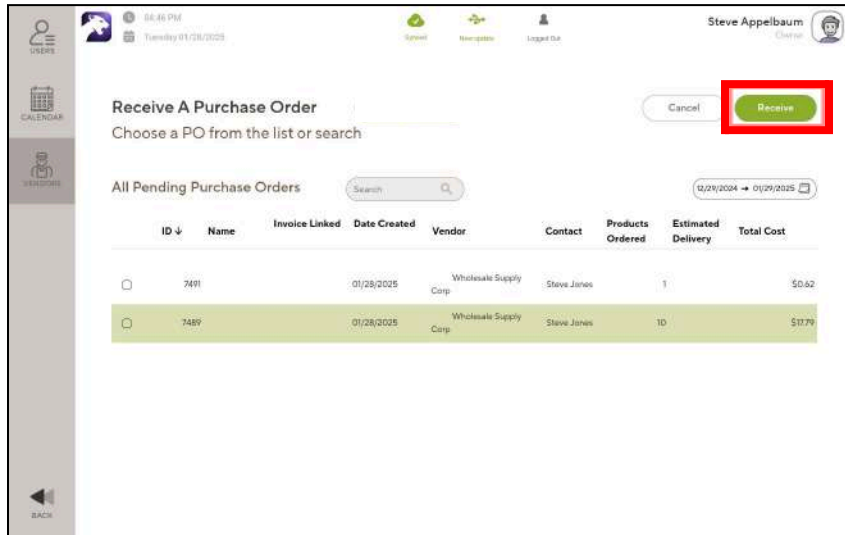 USERS
CALENDAR
VENDORS
BACK
04:46 PM
Tuesday 01/28/2025
Synced
New update
Logged Out
Steve Appelbaum
Owner
Receive A Purchase Order
Choose a PO from the list or search
Cancel
Receive
All Pending Purchase Orders
Search
12/29/2024 → 01/29/2025
ID ↓ Name Invoice Linked Date Created Vendor Contact Products Ordered Estimated Delivery Total Cost
7491 01/28/2025 Wholesale Supply Corp Steve Jones 1 $0.62
7489 01/28/2025 Wholesale Supply Corp Steve Jones 10 $17.79